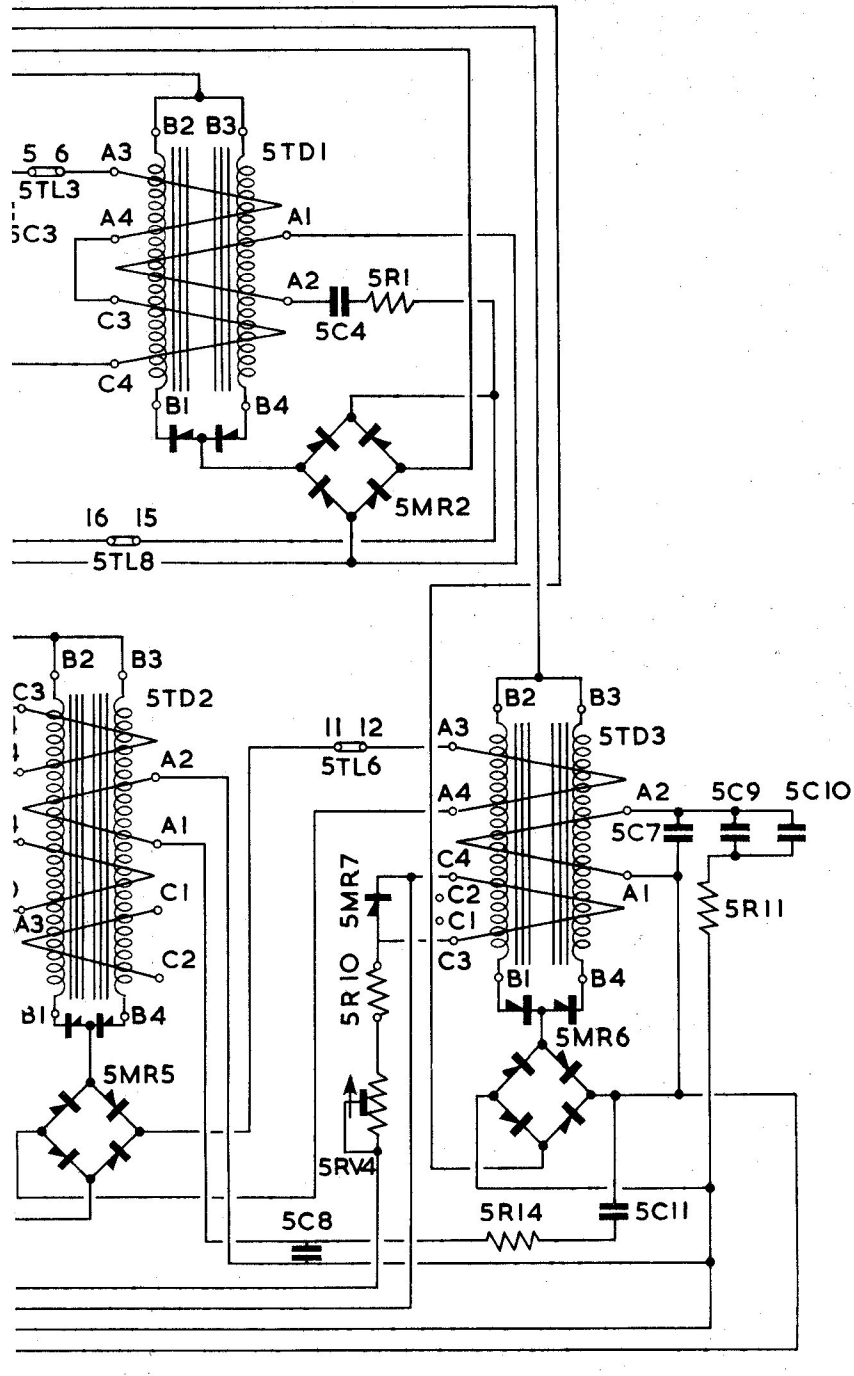 B2 B3
5 6 A3 5TD1
5TL3
A4 A1
C3
A2 5R1
C3 5C4
C4
B1 B4
5MR2
16 15
5TL8
B2 B3
B2 B3
C3 5TD2
11 12 A3 5TD3
5TL6
A2
A4 A2 5C9 5C10
5C7
A1
5MR7 C4
C2 A1
C1 C1 5R11
A3
C3
C2
5R10 B1 B4
B1 B4
5MR6
5MR5
5RV4
5R14 5C11
5C8